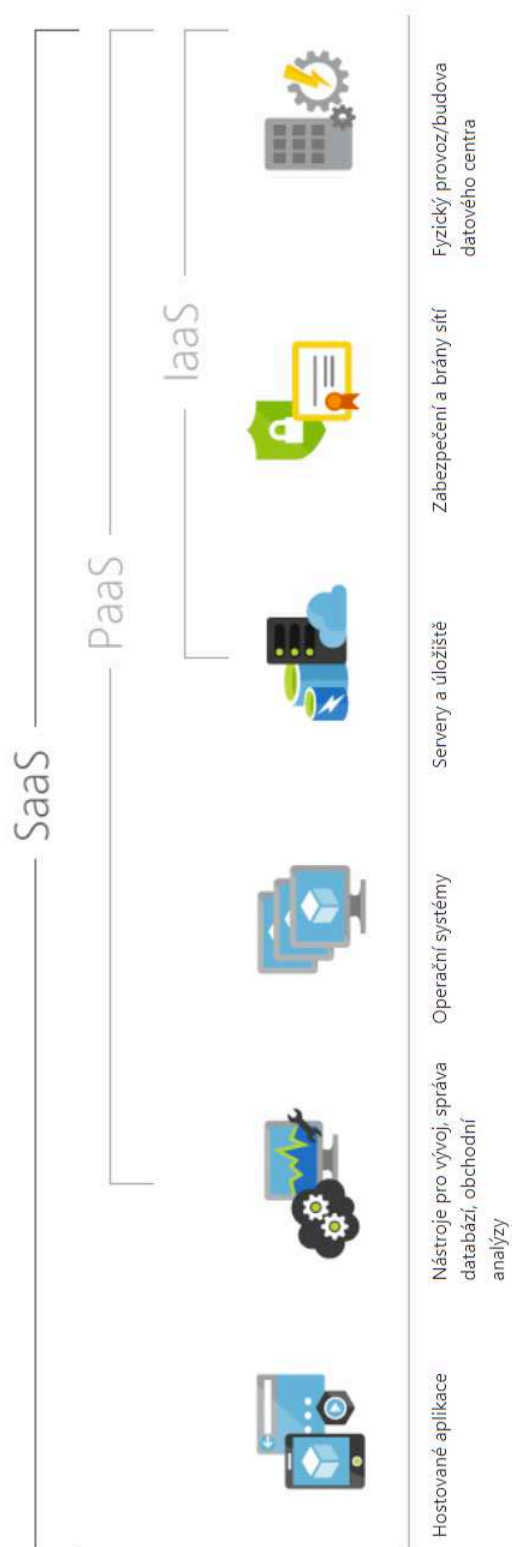 SaaS
PaaS
IaaS
Hostované aplikace
Nástroje pro vývoj, správa
databází, obchodní
analýzy
Operační systémy
Servery a úložiště
Zabezpečení a brány sítí
Fyzický provoz/budova
datového centra